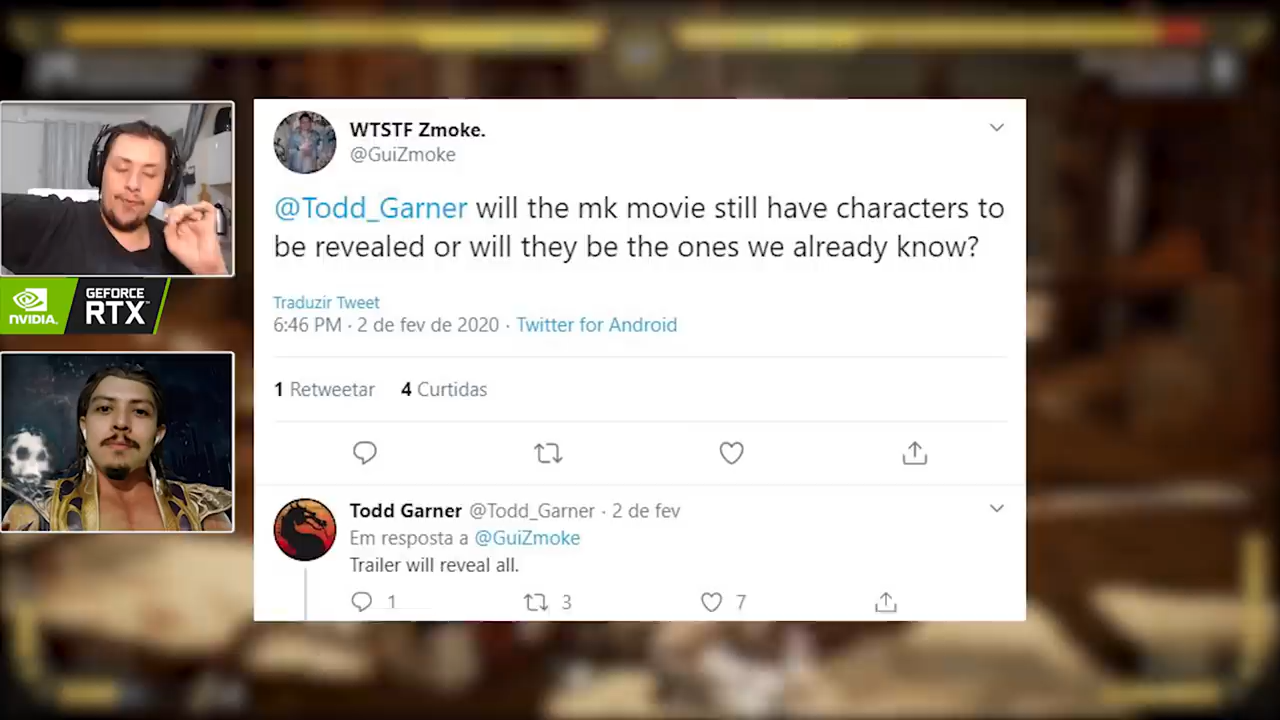 WTSTF Zmoke.
@GuiZmoke
@Todd_Garner will the mk movie still have characters to
be revealed or will they be the ones we already know?
Traduzir Tweet
6:46 PM · 2 de fev de 2020 · Twitter for Android
1 Retweetar 4 Curtidas
Todd Garner @Todd_Garner · 2 de fev
Em resposta a @GuiZmoke
Trailer will reveal all.
1 3 7
NVIDIA.
GEFORCE
RTX™